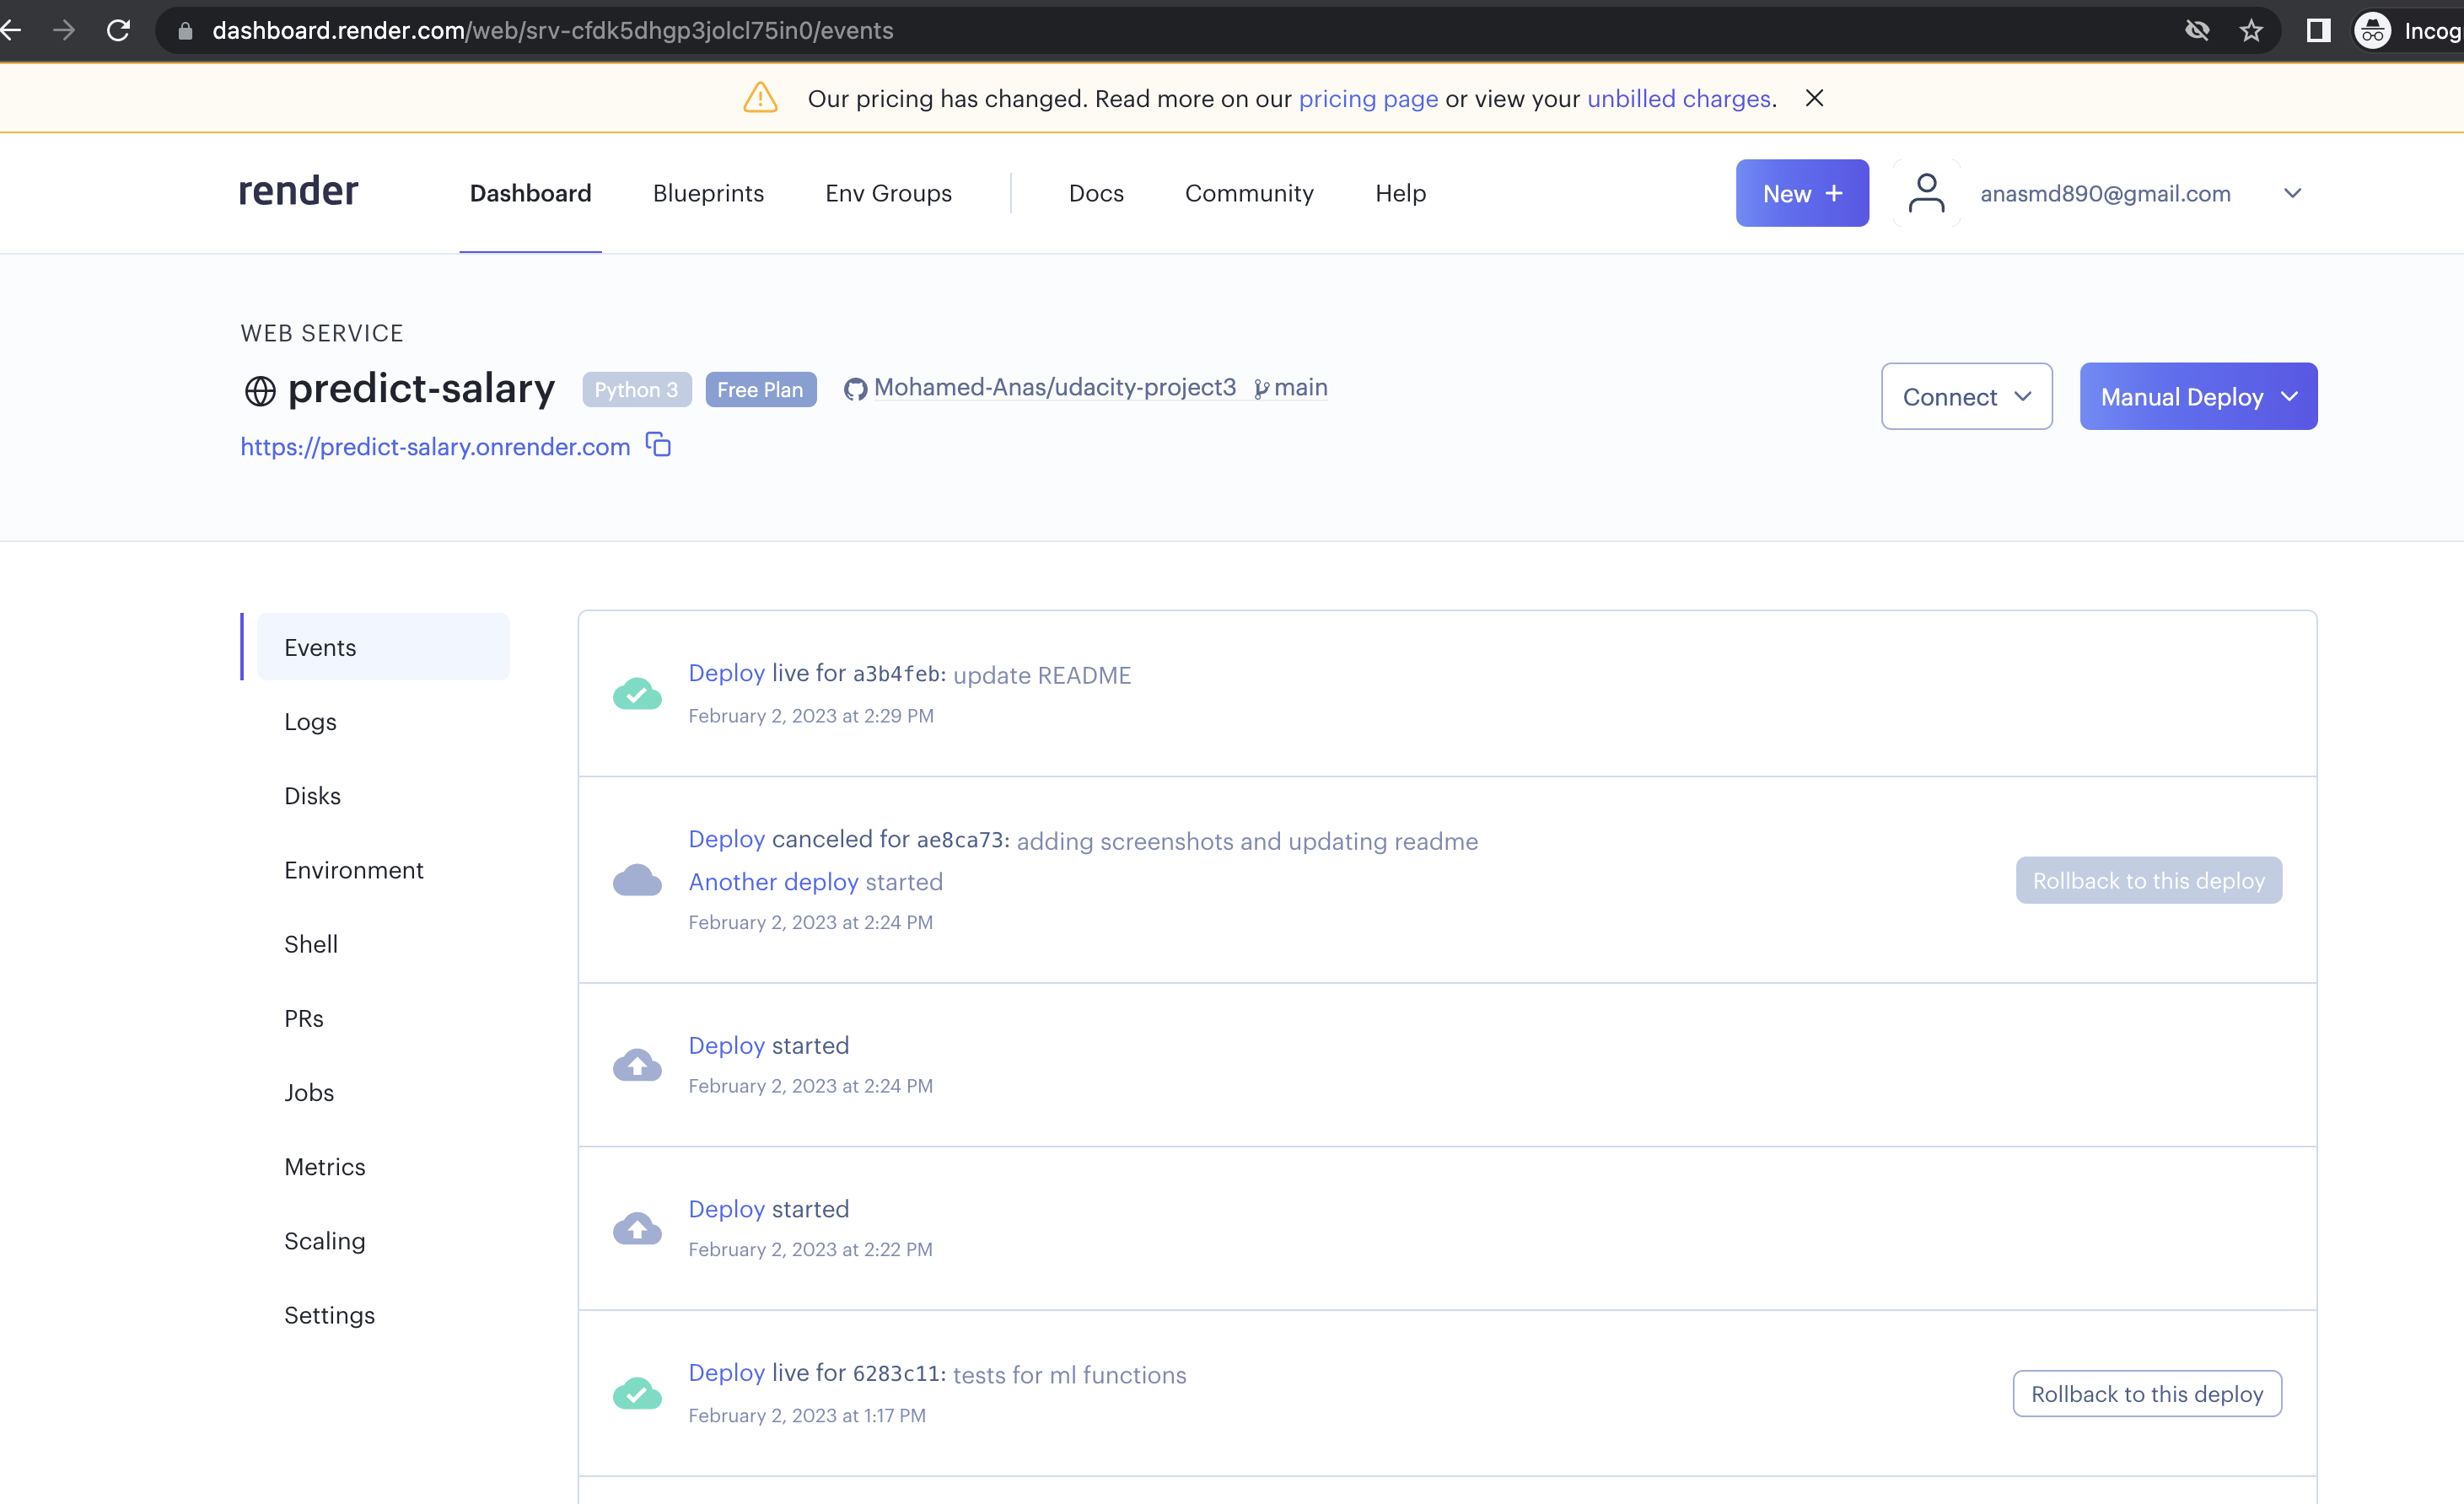 dashboard.render.com/web/srv-cfdk5dhgp3jolcl75in0/events
Incog
Our pricing has changed. Read more on our pricing page or view your unbilled charges.
render Dashboard Blueprints Env Groups Docs Community Help New + anasmd890@gmail.com
WEB SERVICE
predict-salary Python 3 Free Plan Mohamed-Anas/udacity-project3 main
Connect Manual Deploy
https://predict-salary.onrender.com
Events
Logs
Disks
Environment
Shell
PRs
Jobs
Metrics
Scaling
Settings
Deploy live for a3b4feb: update README
February 2, 2023 at 2:29 PM
Deploy canceled for ae8ca73: adding screenshots and updating readme
Another deploy started
February 2, 2023 at 2:24 PM
Rollback to this deploy
Deploy started
February 2, 2023 at 2:24 PM
Deploy started
February 2, 2023 at 2:22 PM
Deploy live for 6283c11: tests for ml functions
February 2, 2023 at 1:17 PM
Rollback to this deploy